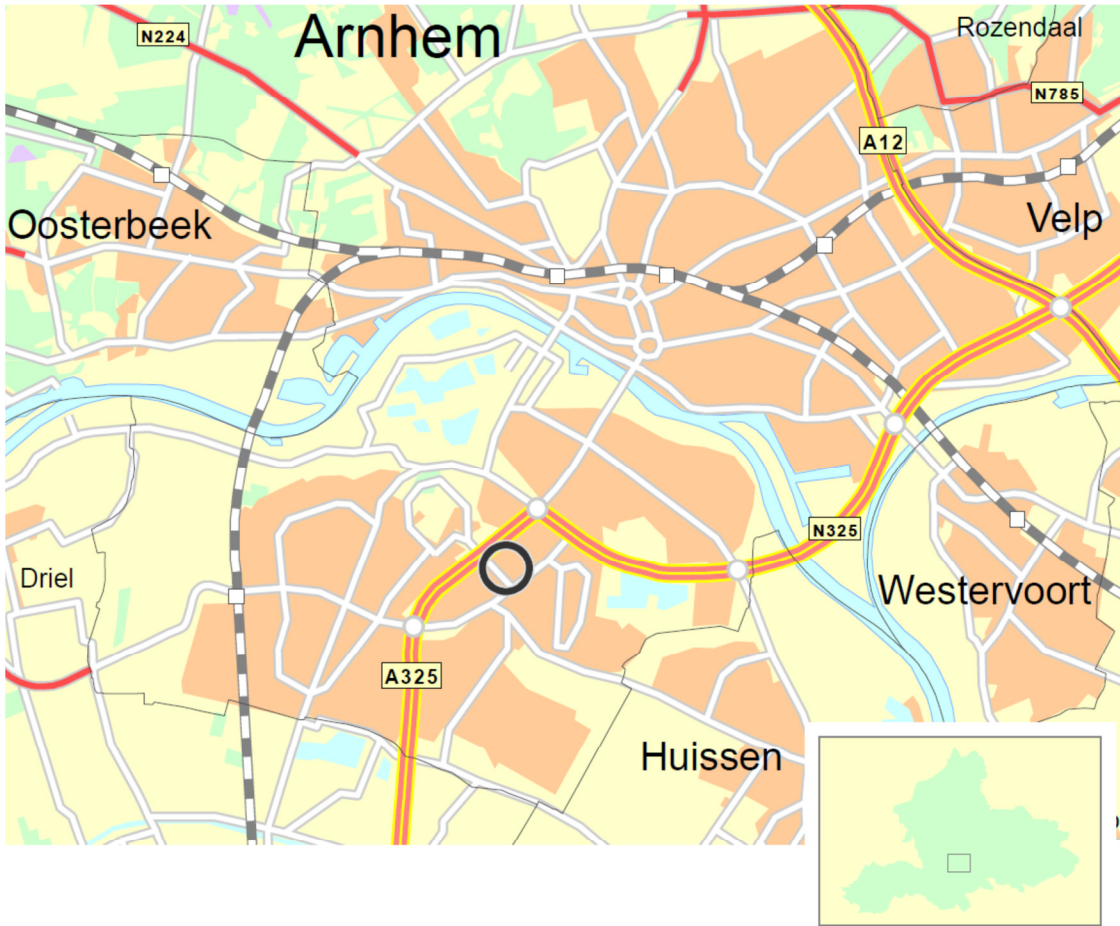 Arnhem
N224
Rozendaal
N785
A12
Oosterbeek
Velp
N325
Driel
Westervoort
A325
Huissen